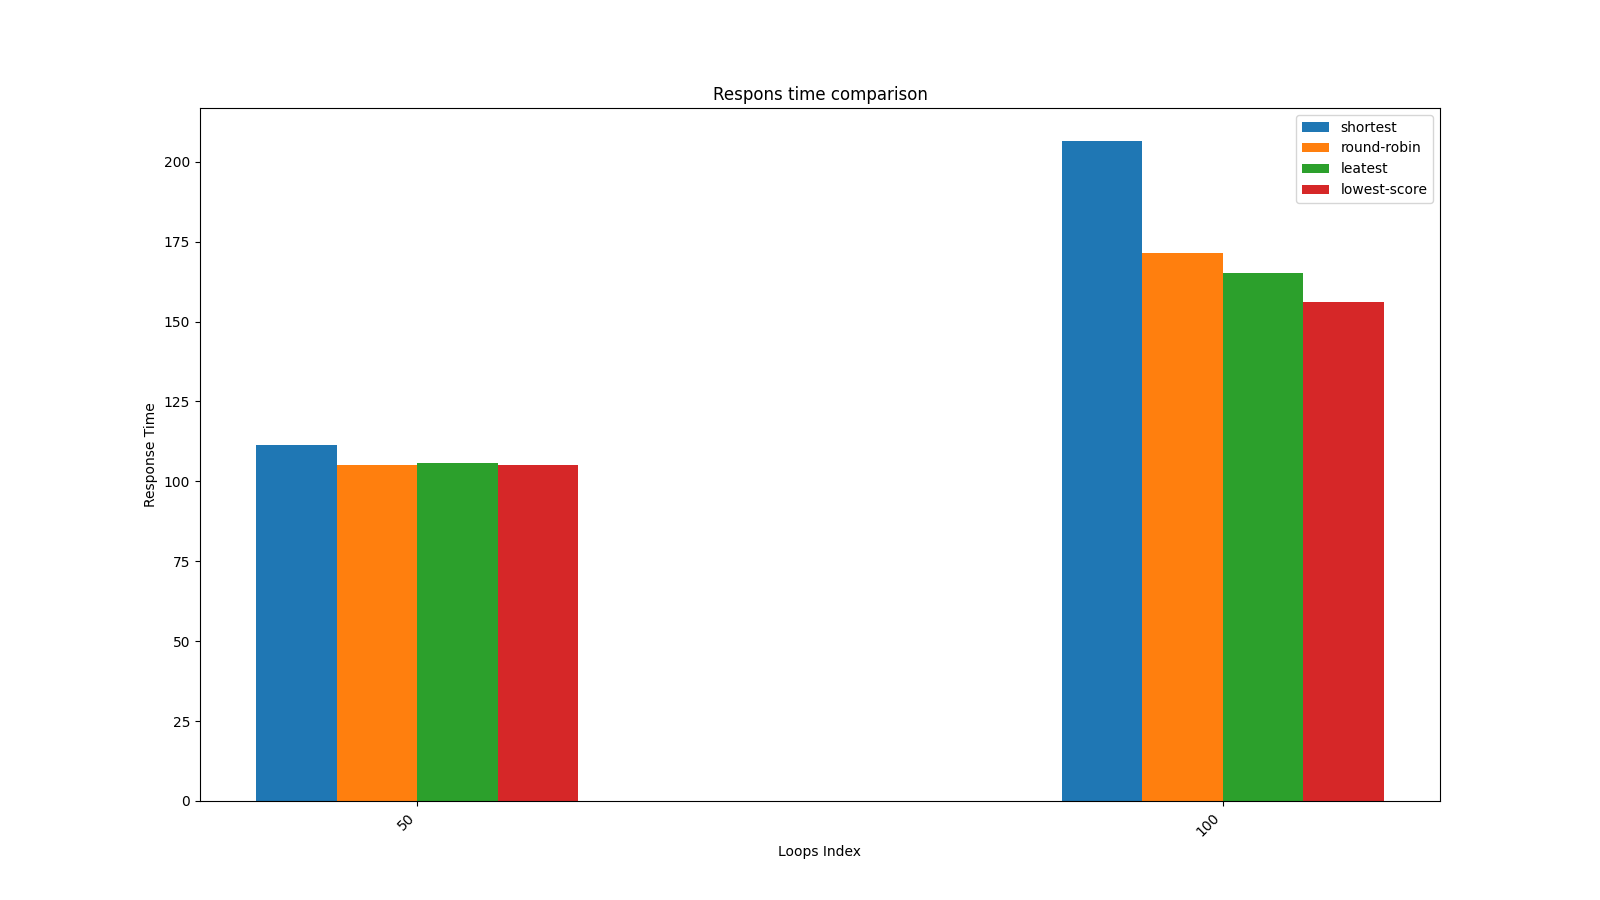 Respons time comparison
shortest
round-robin
leatest
lowest-score
Response Time
200
175
150
125
100
75
50
25
0
50
100
Loops Index